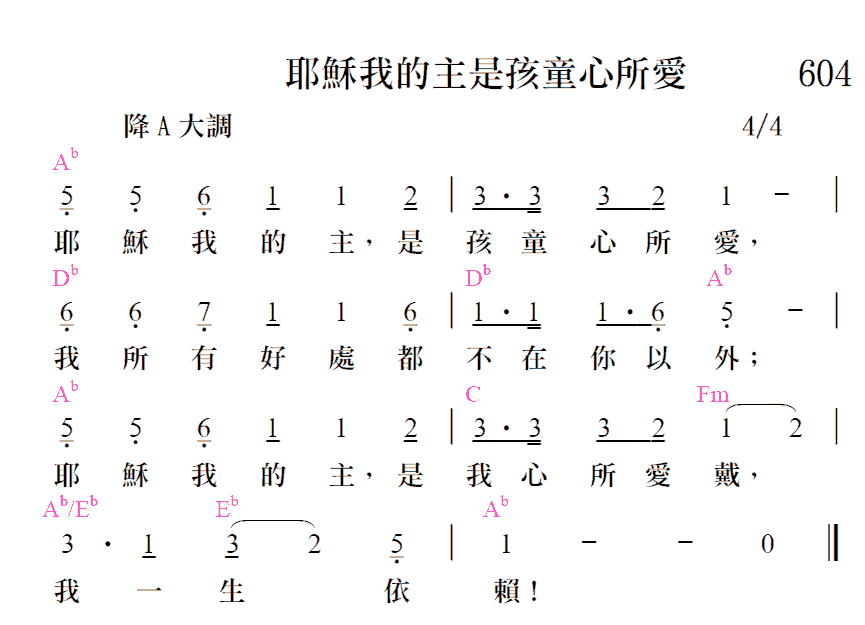 耶穌我的主是孩童心所愛 604
降 A 大調 4/4
A♭
5 5 6 1 1 2 | 3 · 3 3 2 1 − |
耶 穌 我 的 主，是 孩 童 心 所 愛，
D♭ D♭ A♭
6 6 7 1 1 6 | 1 · 1 1 · 6 5 − |
我 所 有 好 處 都 不 在 你 以 外；
A♭ C Fm
5 5 6 1 1 2 | 3 · 3 3 2 1 2 |
耶 穌 我 的 主，是 我 心 所 愛 戴，
A♭/E♭ E♭ A♭
3 · 1 3 2 5 | 1 − − 0 ‖
我 一 生 依 賴！